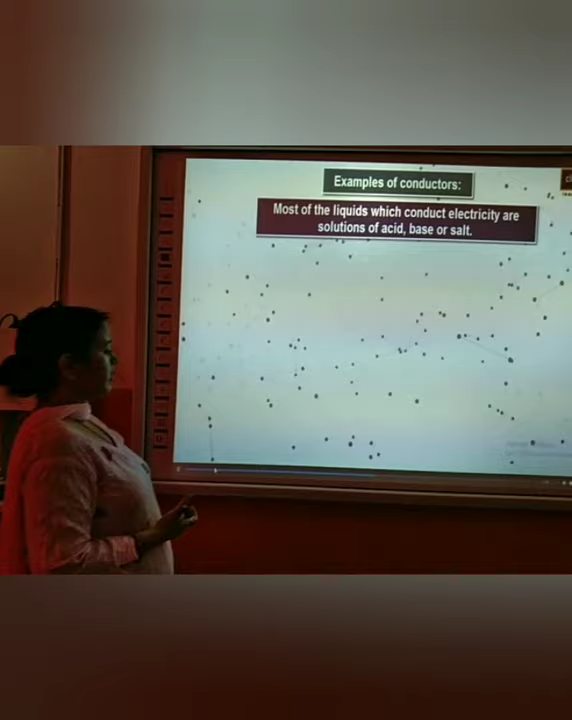 Examples of conductors:
Most of the liquids which conduct electricity are
solutions of acid, base or salt.